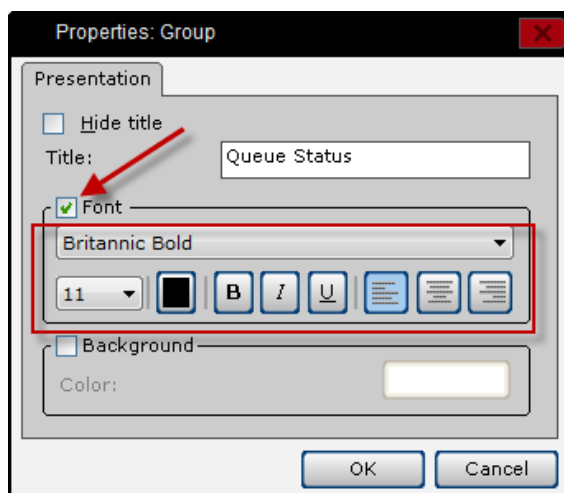 Properties: Group
Presentation
Hide title
Title: Queue Status
Font
Britannic Bold
11 B I U
Background
Color:
OK Cancel